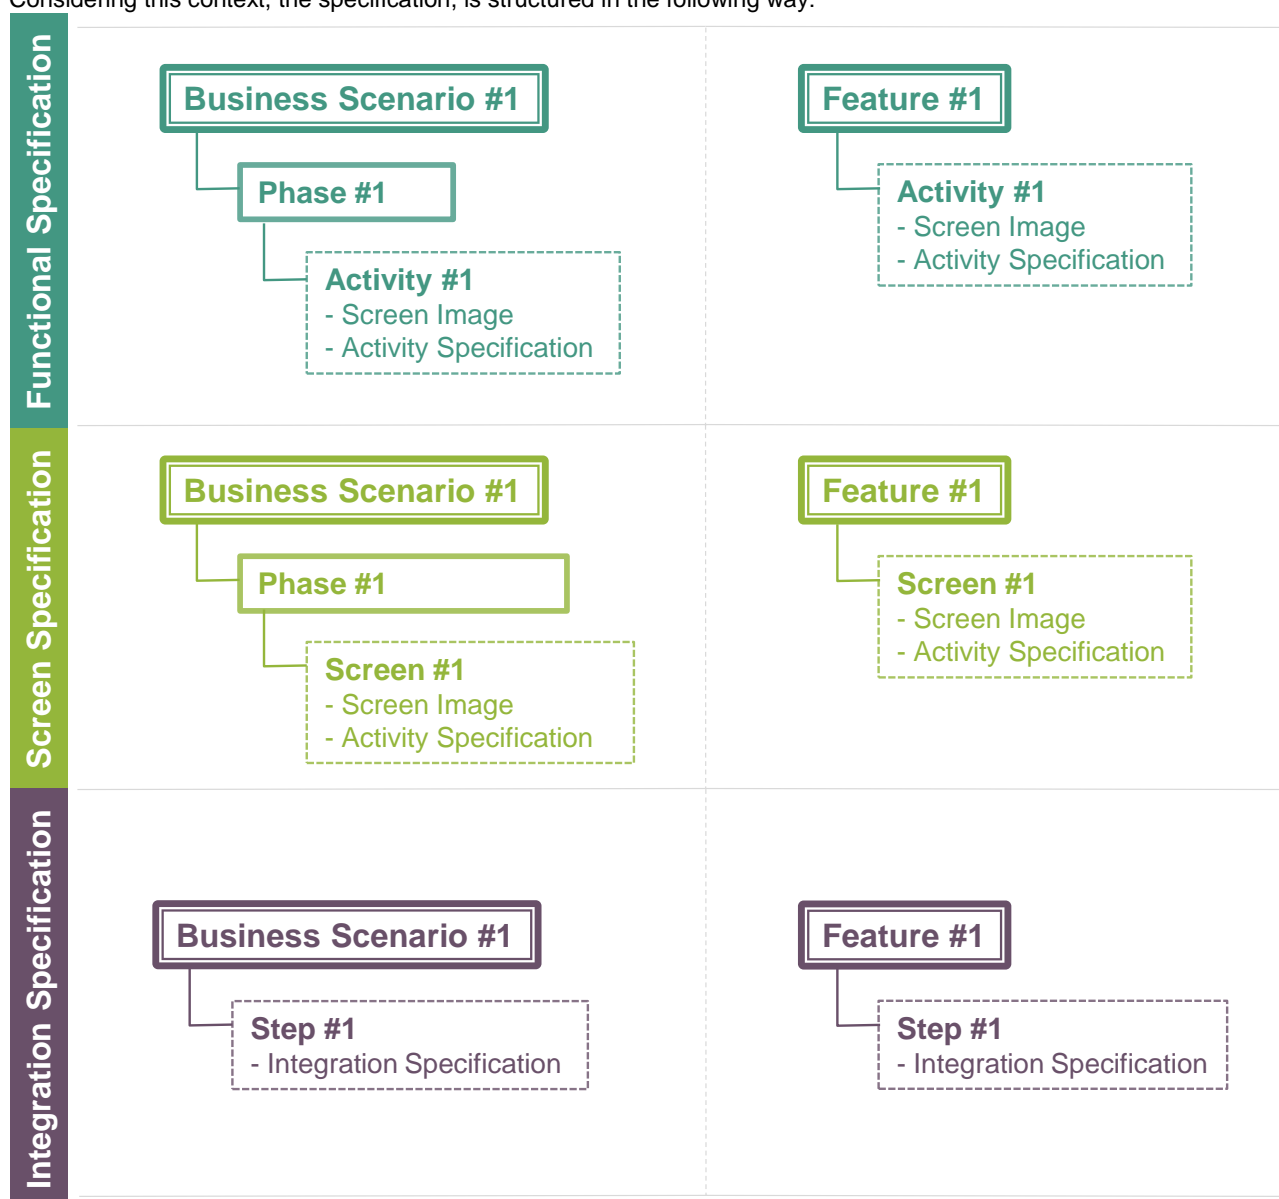 Considering this context, the specification, is structured in the following way:
Functional Specification
Business Scenario #1
Phase #1
Activity #1
- Screen Image
- Activity Specification
Feature #1
Activity #1
- Screen Image
- Activity Specification
Screen Specification
Business Scenario #1
Phase #1
Screen #1
- Screen Image
- Activity Specification
Feature #1
Screen #1
- Screen Image
- Activity Specification
Integration Specification
Business Scenario #1
Step #1
- Integration Specification
Feature #1
Step #1
- Integration Specification